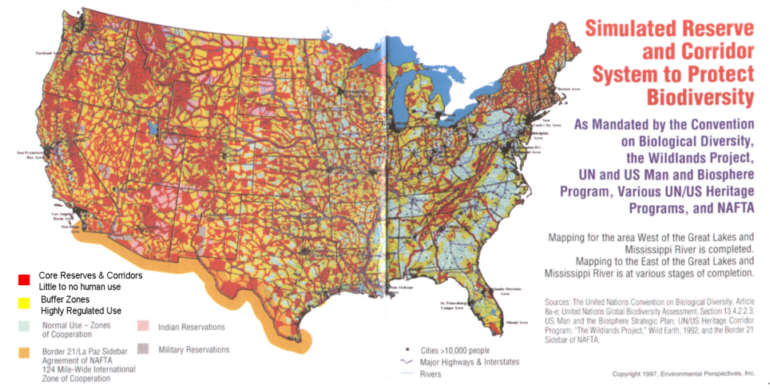 Simulated Reserve
and Corridor
System to Protect
Biodiversity
As Mandated by the Convention
on Biological Diversity,
the Wildlands Project,
UN and US Man and Biosphere
Program, Various UN/US Heritage
Programs, and NAFTA
Mapping for the area West of the Great Lakes and
Mississippi River is completed.
Mapping to the East of the Great Lakes and
Mississippi River is at various stages of completion.
Sources: The United Nations Convention on Biological Diversity, Article
8a-e; United Nations Global Biodiversity Assessment, Section 13.4.2.2.3;
US Man and the Biosphere Strategic Plan; UN/US Heritage Corridor
Program; "The Wildlands Project," Wild Earth, 1992; and the Border 21
Sidebar of NAFTA.
Copyright 1997, Environmental Perspectives, Inc.
Core Reserves & Corridors
Little to no human use
Buffer Zones
Highly Regulated Use
Normal Use – Zones
of Cooperation
Border 21/La Paz Sidebar
Agreement of NAFTA
124 Mile-Wide International
Zone of Cooperation
Indian Reservations
Military Reservations
Cities >10,000 people
Major Highways & Interstates
Rivers